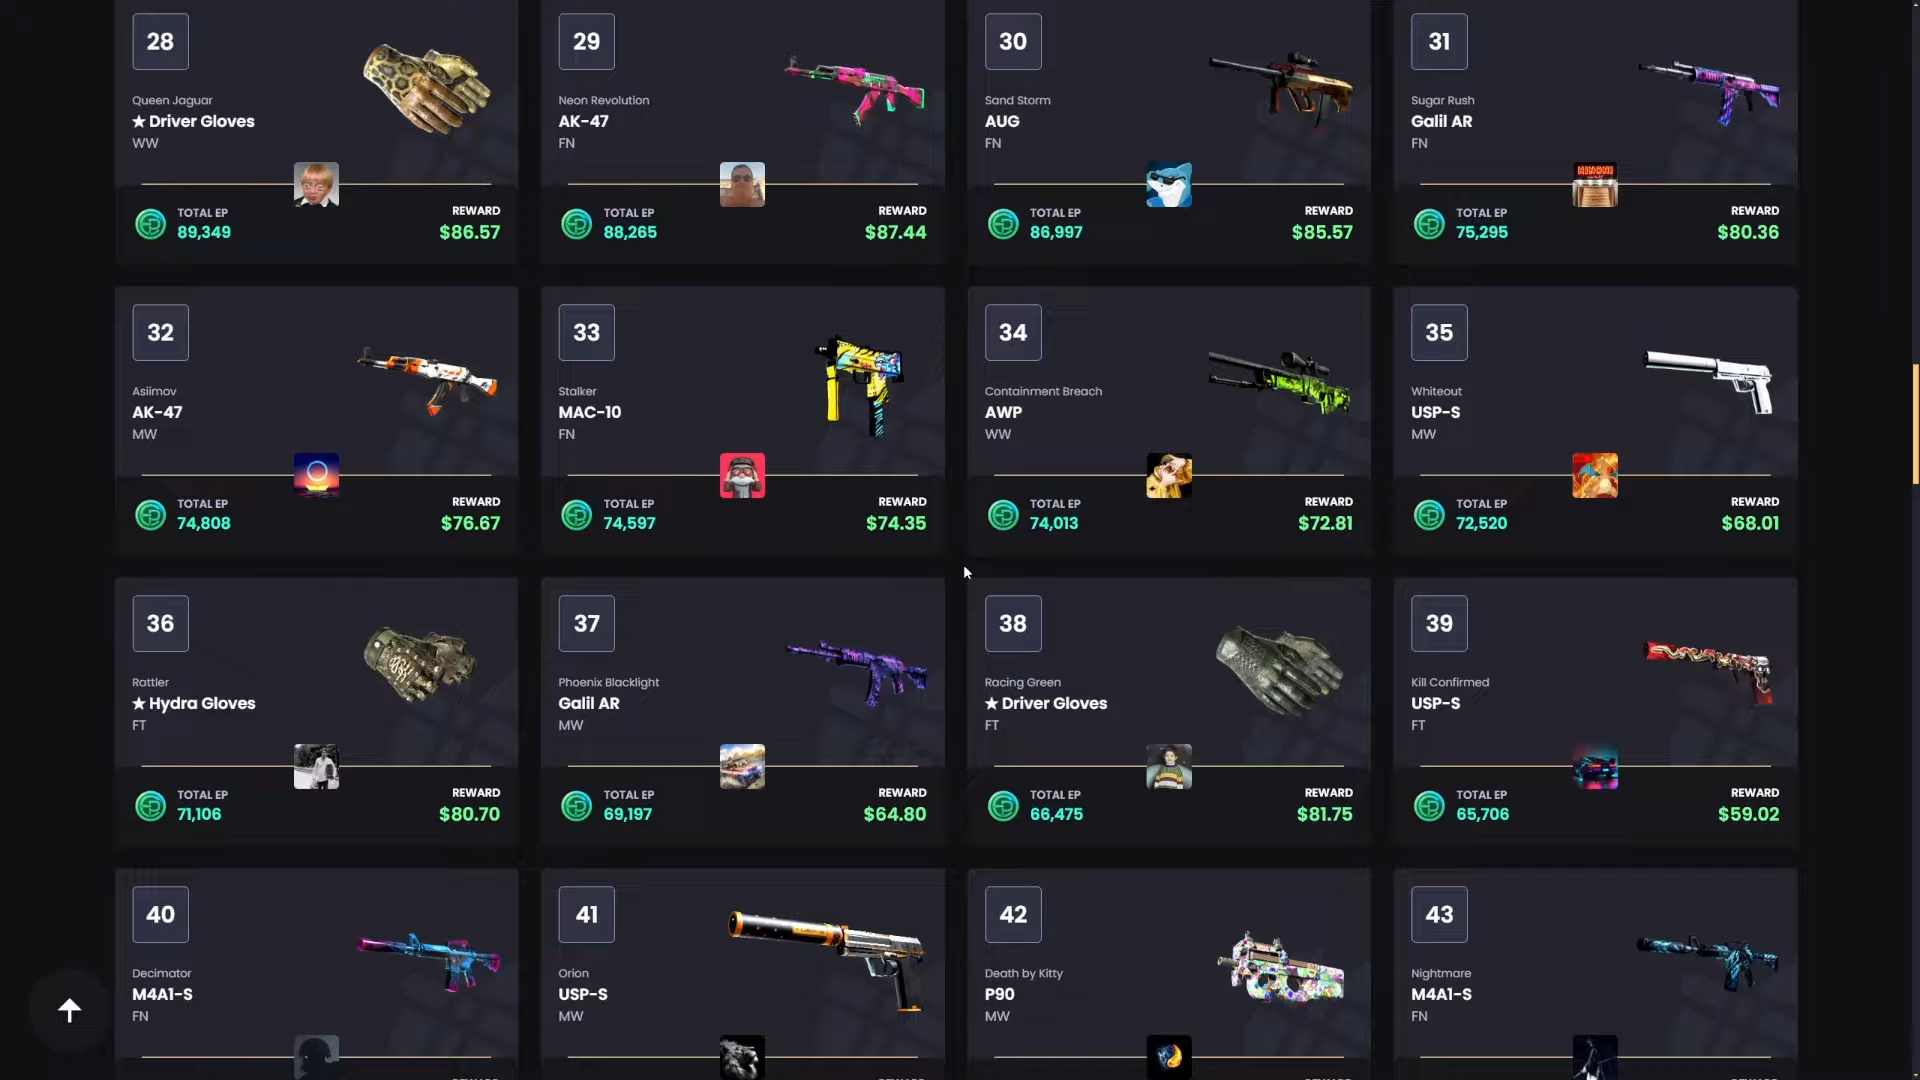 28
Queen Jaguar
★ Driver Gloves
WW
TOTAL EP
89,349
REWARD
$86.57
29
Neon Revolution
AK-47
FN
TOTAL EP
88,265
REWARD
$87.44
30
Sand Storm
AUG
FN
TOTAL EP
86,997
REWARD
$85.57
31
Sugar Rush
Galil AR
FN
TOTAL EP
75,295
REWARD
$80.36
32
Asiimov
AK-47
MW
TOTAL EP
74,808
REWARD
$76.67
33
Stalker
MAC-10
FN
TOTAL EP
74,597
REWARD
$74.35
34
Containment Breach
AWP
WW
TOTAL EP
74,013
REWARD
$72.81
35
Whiteout
USP-S
MW
TOTAL EP
72,520
REWARD
$68.01
36
Rattler
★ Hydra Gloves
FT
TOTAL EP
71,106
REWARD
$80.70
37
Phoenix Blacklight
Galil AR
MW
TOTAL EP
69,197
REWARD
$64.80
38
Racing Green
★ Driver Gloves
FT
TOTAL EP
66,475
REWARD
$81.75
39
Kill Confirmed
USP-S
FT
TOTAL EP
65,706
REWARD
$59.02
40
Decimator
M4A1-S
FN
41
Orion
USP-S
MW
42
Death by Kitty
P90
MW
43
Nightmare
M4A1-S
FN